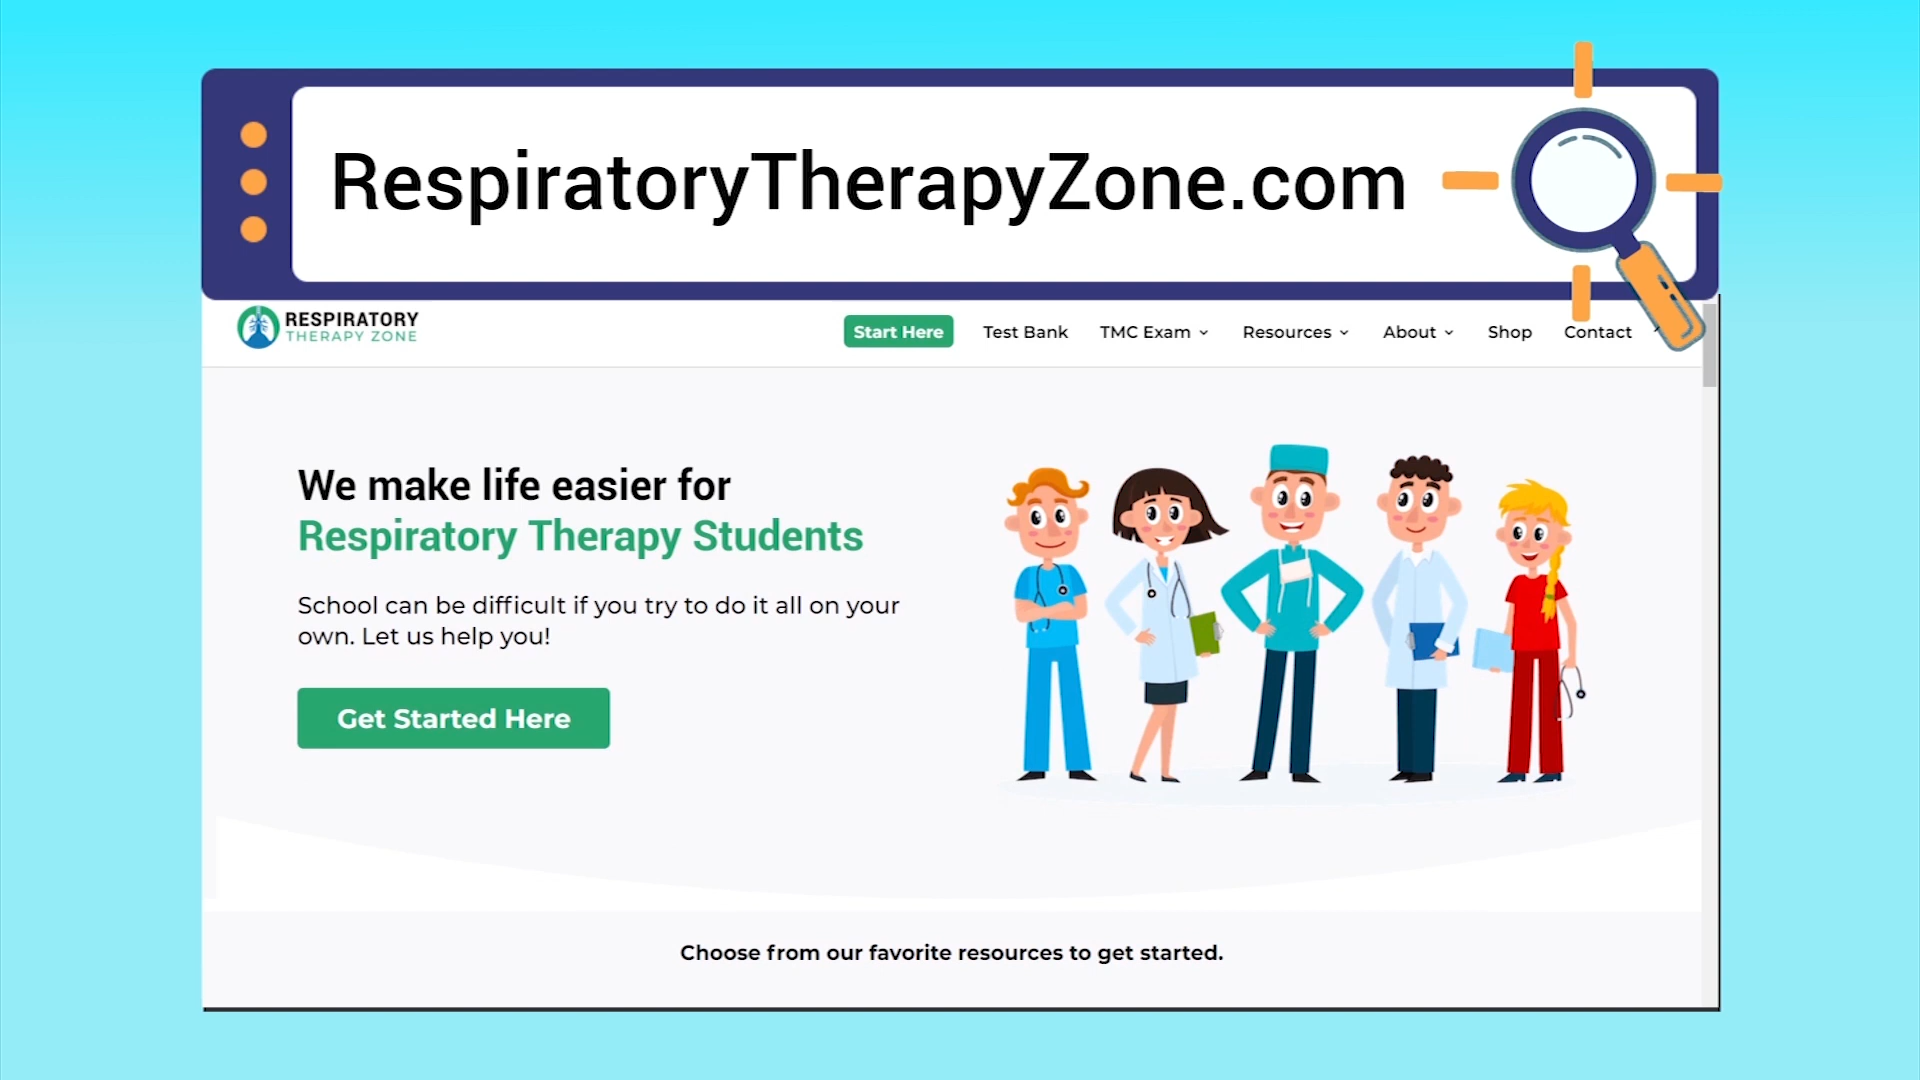 RespiratoryTherapyZone.com
RESPIRATORY
THERAPY ZONE
Start Here
Test Bank
TMC Exam
Resources
About
Shop
Contact
We make life easier for
Respiratory Therapy Students
School can be difficult if you try to do it all on your
own. Let us help you!
Get Started Here
Choose from our favorite resources to get started.